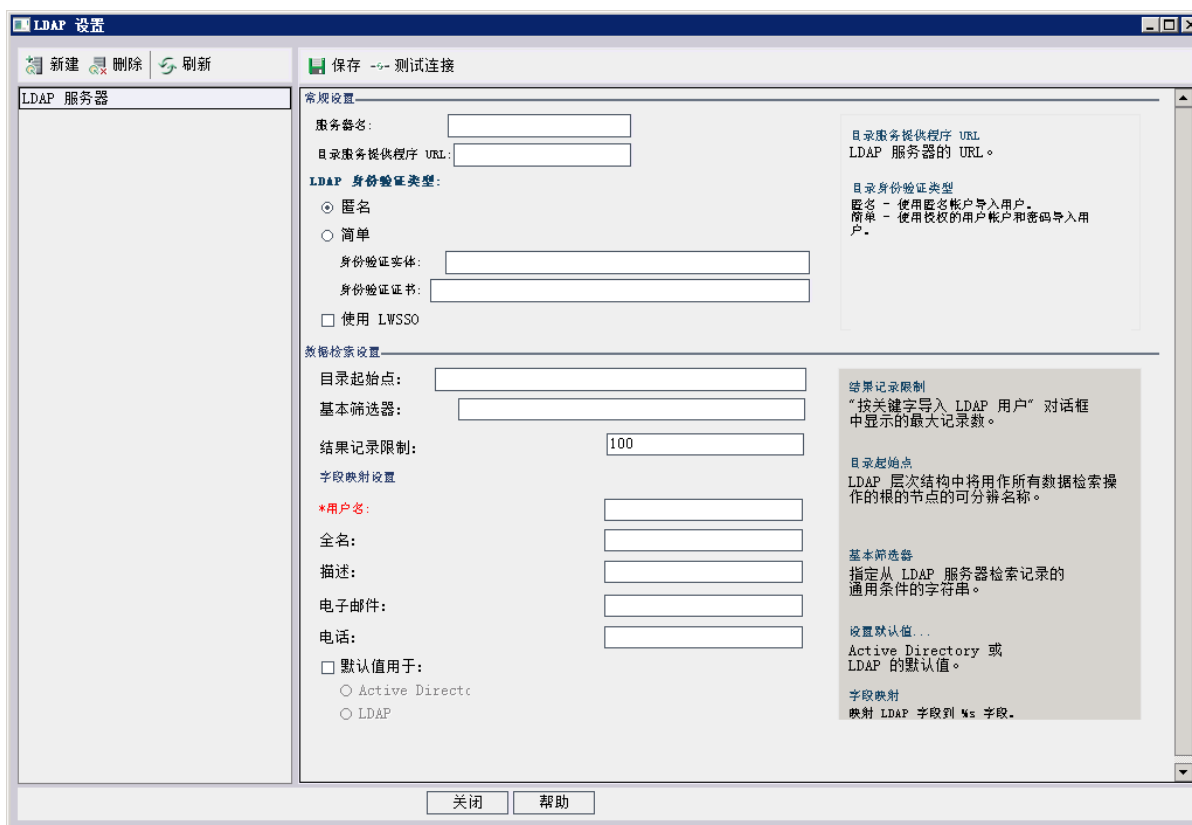 LDAP 设置
新建 删除 刷新
保存 测试连接
LDAP 服务器
常规设置
服务器名:
目录服务提供程序 URL:
LDAP 身份验证类型:
匿名
简单
身份验证实体:
身份验证证书:
使用 LWSSO
目录服务提供程序 URL
LDAP 服务器的 URL。
目录身份验证类型
匿名 - 使用匿名帐户导入用户.
简单 - 使用授权的用户帐户和密码导入用
户.
数据检索设置
目录起始点:
基本筛选器:
结果记录限制: 100
字段映射设置
*用户名:
全名:
描述:
电子邮件:
电话:
默认值用于:
Active Directo
LDAP
结果记录限制
"按关键字导入 LDAP 用户" 对话框
中显示的最大记录数。
目录起始点
LDAP 层次结构中将用作所有数据检索操
作的根的节点的可分辨名称。
基本筛选器
指定从 LDAP 服务器检索记录的
通用条件的字符串。
设置默认值...
Active Directory 或
LDAP 的默认值。
字段映射
映射 LDAP 字段到 %s 字段.
关闭 帮助